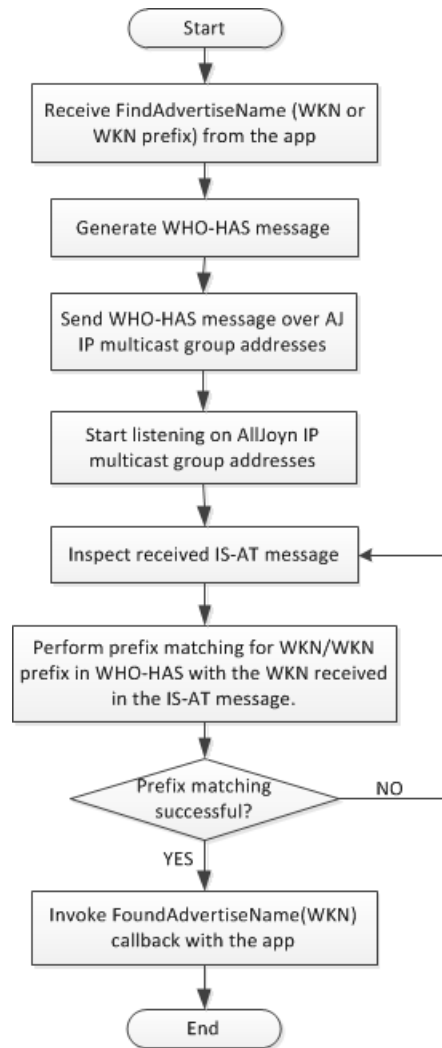 Start
Receive FindAdvertiseName (WKN or
WKN prefix) from the app
Generate WHO-HAS message
Send WHO-HAS message over AJ
IP multicast group addresses
Start listening on AllJoyn IP
multicast group addresses
Inspect received IS-AT message
Perform prefix matching for WKN/WKN
prefix in WHO-HAS with the WKN received
in the IS-AT message.
Prefix matching
successful?
NO
YES
Invoke FoundAdvertiseName(WKN)
callback with the app
End